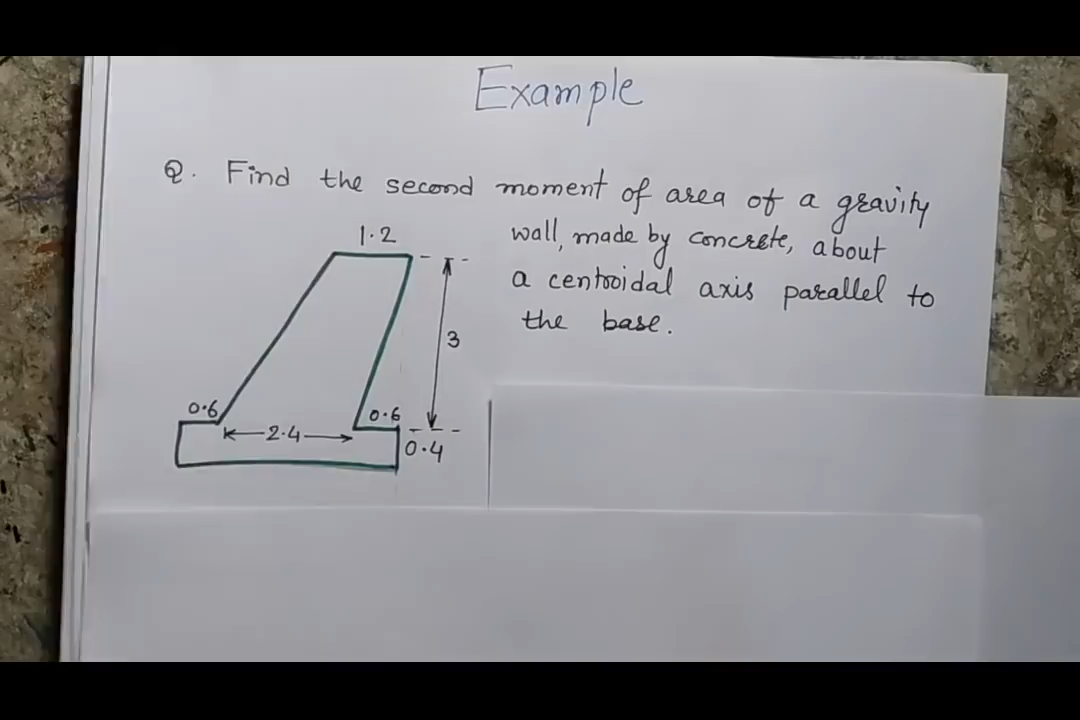 Example
Q. Find the second moment of area of a gravity
wall, made by concrete, about
a centroidal axis parallel to
the base.
1.2
3
0.6
2.4
0.6
0.4